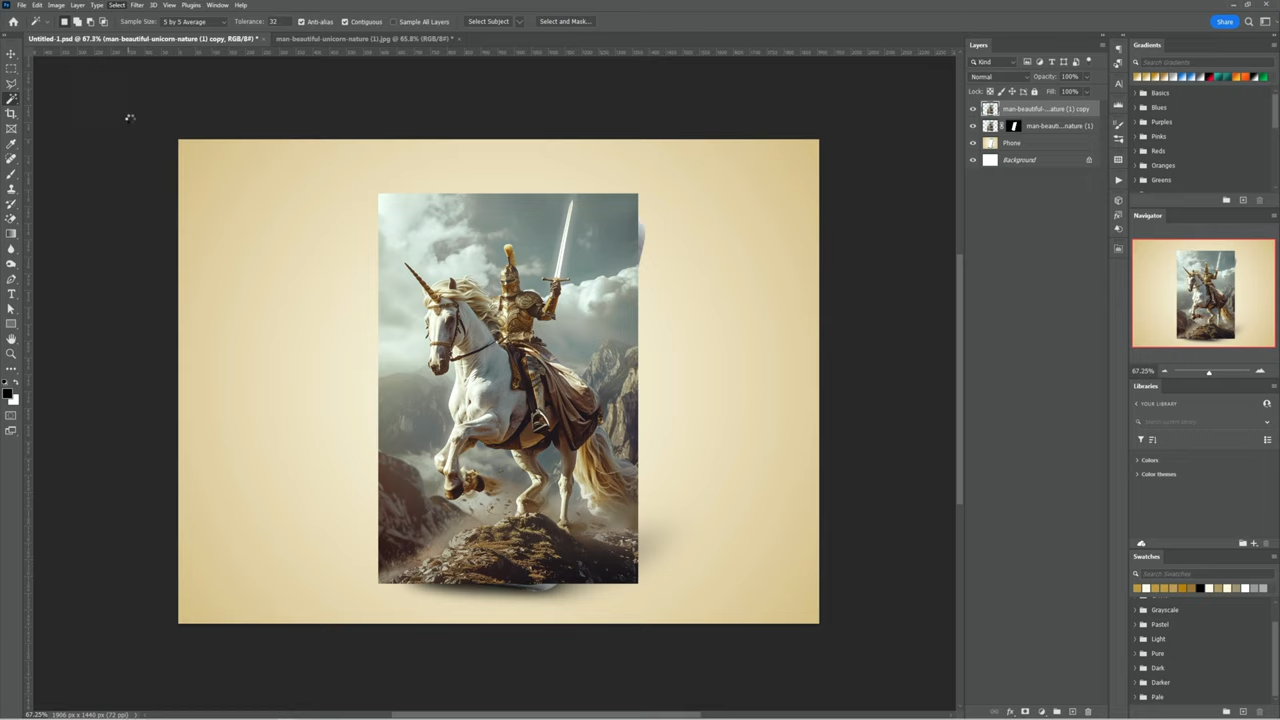 Ps File Edit Image Layer Type Select Filter 3D View Plugins Window Help
Sample Size: 5 by 5 Average Tolerance: 32 Anti-alias Contiguous Sample All Layers Select Subject Select and Mask... Share
Untitled-1.psd @ 67.3% (man-beautiful-unicorn-nature (1) copy, RGB/8#) * × man-beautiful-unicorn-nature (1).jpg @ 65.8% (RGB/8#) * ×
Layers
Kind
Normal Opacity: 100%
Lock: Fill: 100%
man-beautiful-...ature (1) copy
man-beauti...nature (1)
Phone
Background
Gradients
Search Gradients
Basics
Blues
Purples
Pinks
Reds
Oranges
Greens
Navigator
67.25%
Libraries
YOUR LIBRARY
Search current library
Colors
Color themes
Swatches
Search Swatches
Grayscale
Pastel
Light
Pure
Dark
Darker
Pale
67.25% 1906 px x 1440 px (72 ppi)